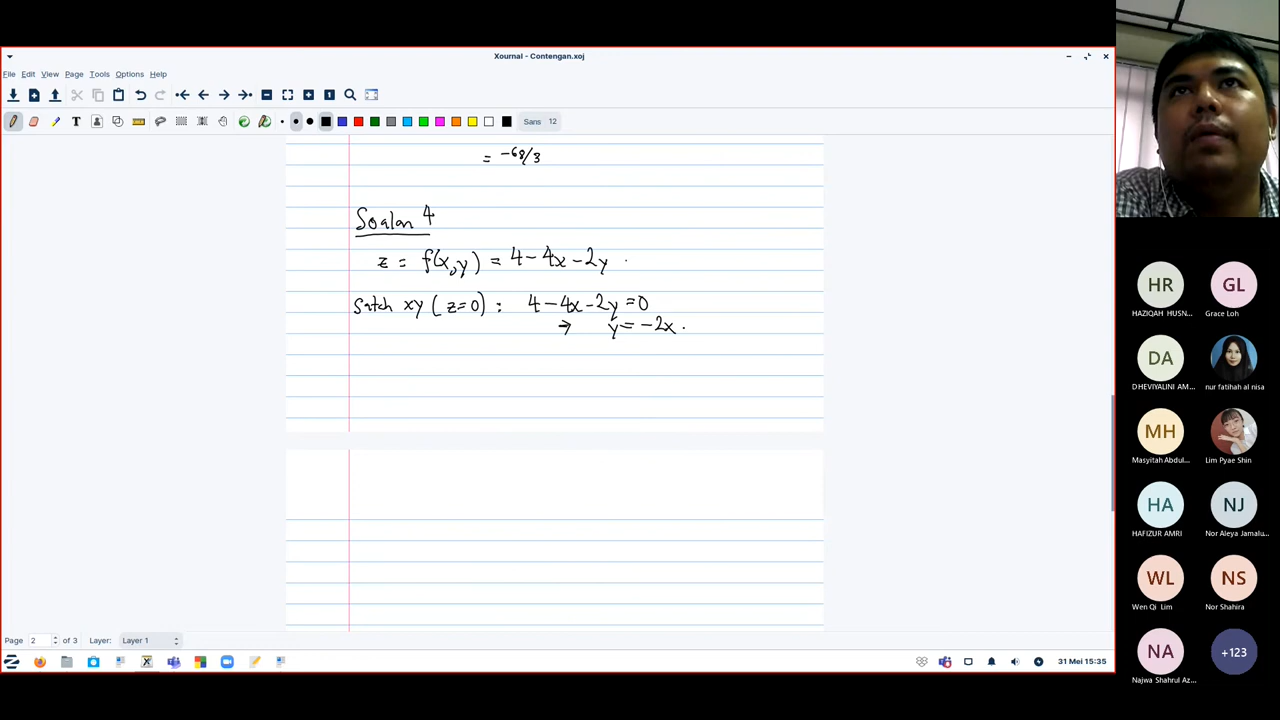 Xournal - Contengan.xoj
File Edit View Page Tools Options Help
Sans 12
= -68/3
Soalan 4
z = f(x,y) = 4-4x-2y.
Satah xy (z=0) : 4-4x-2y=0
→ y=-2x.
HR GL
HAZIQAH HUSN... Grace Loh
DA
DHEVIYALINI AM... nur fatihah al nisa
MH
Masyitah Abdul... Lim Pyae Shin
HA NJ
HAFIZUR AMRI Nor Aleya Jamalu...
WL NS
Wen Qi Lim Nor Shahira
NA +123
Najwa Shahrul Az...
Page 2 of 3 Layer: Layer 1
31 Mei 15:35